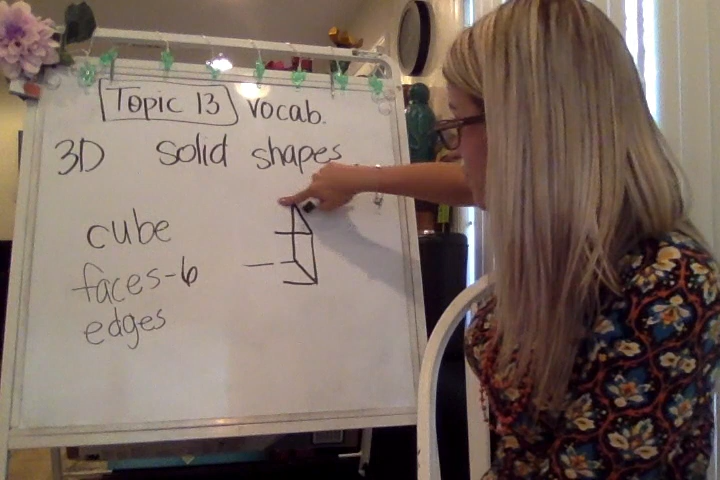 Topic 13 Vocab.
3D solid shapes
cube
faces-6
edges